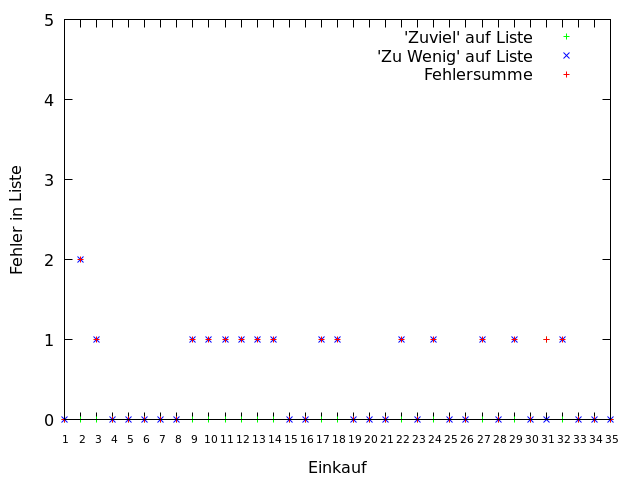 5
'Zuviel' auf Liste
'Zu Wenig' auf Liste
Fehlersumme
4
3
Fehler in Liste
2
1
0
1 2 3 4 5 6 7 8 9 10 11 12 13 14 15 16 17 18 19 20 21 22 23 24 25 26 27 28 29 30 31 32 33 34 35
Einkauf